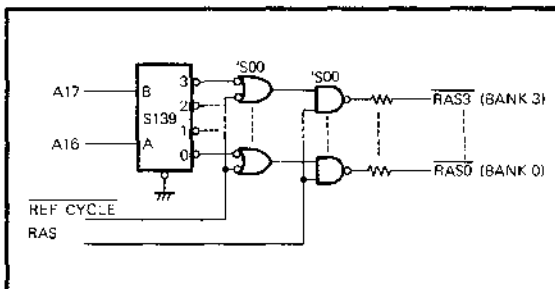 'S00
'S00
A17
B
3
RAS3 (BANK 3)
2
S139
1
A16
A
0
RAS0 (BANK 0)
REF CYCLE
RAS